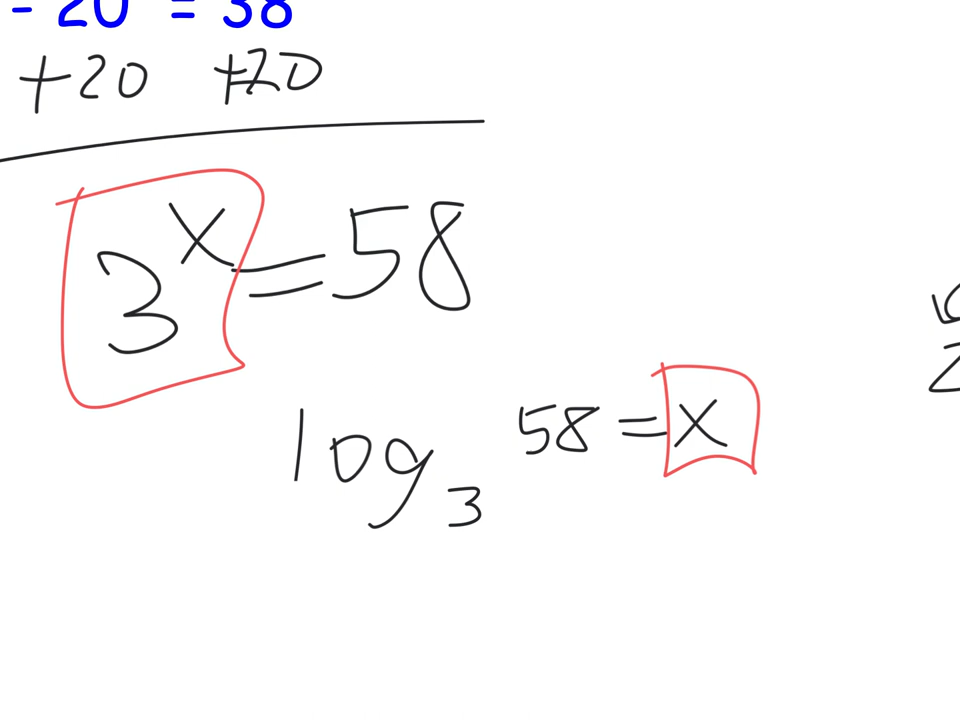 - 20 = 38
+20 +20
3^x = 58
log_3 58 = x